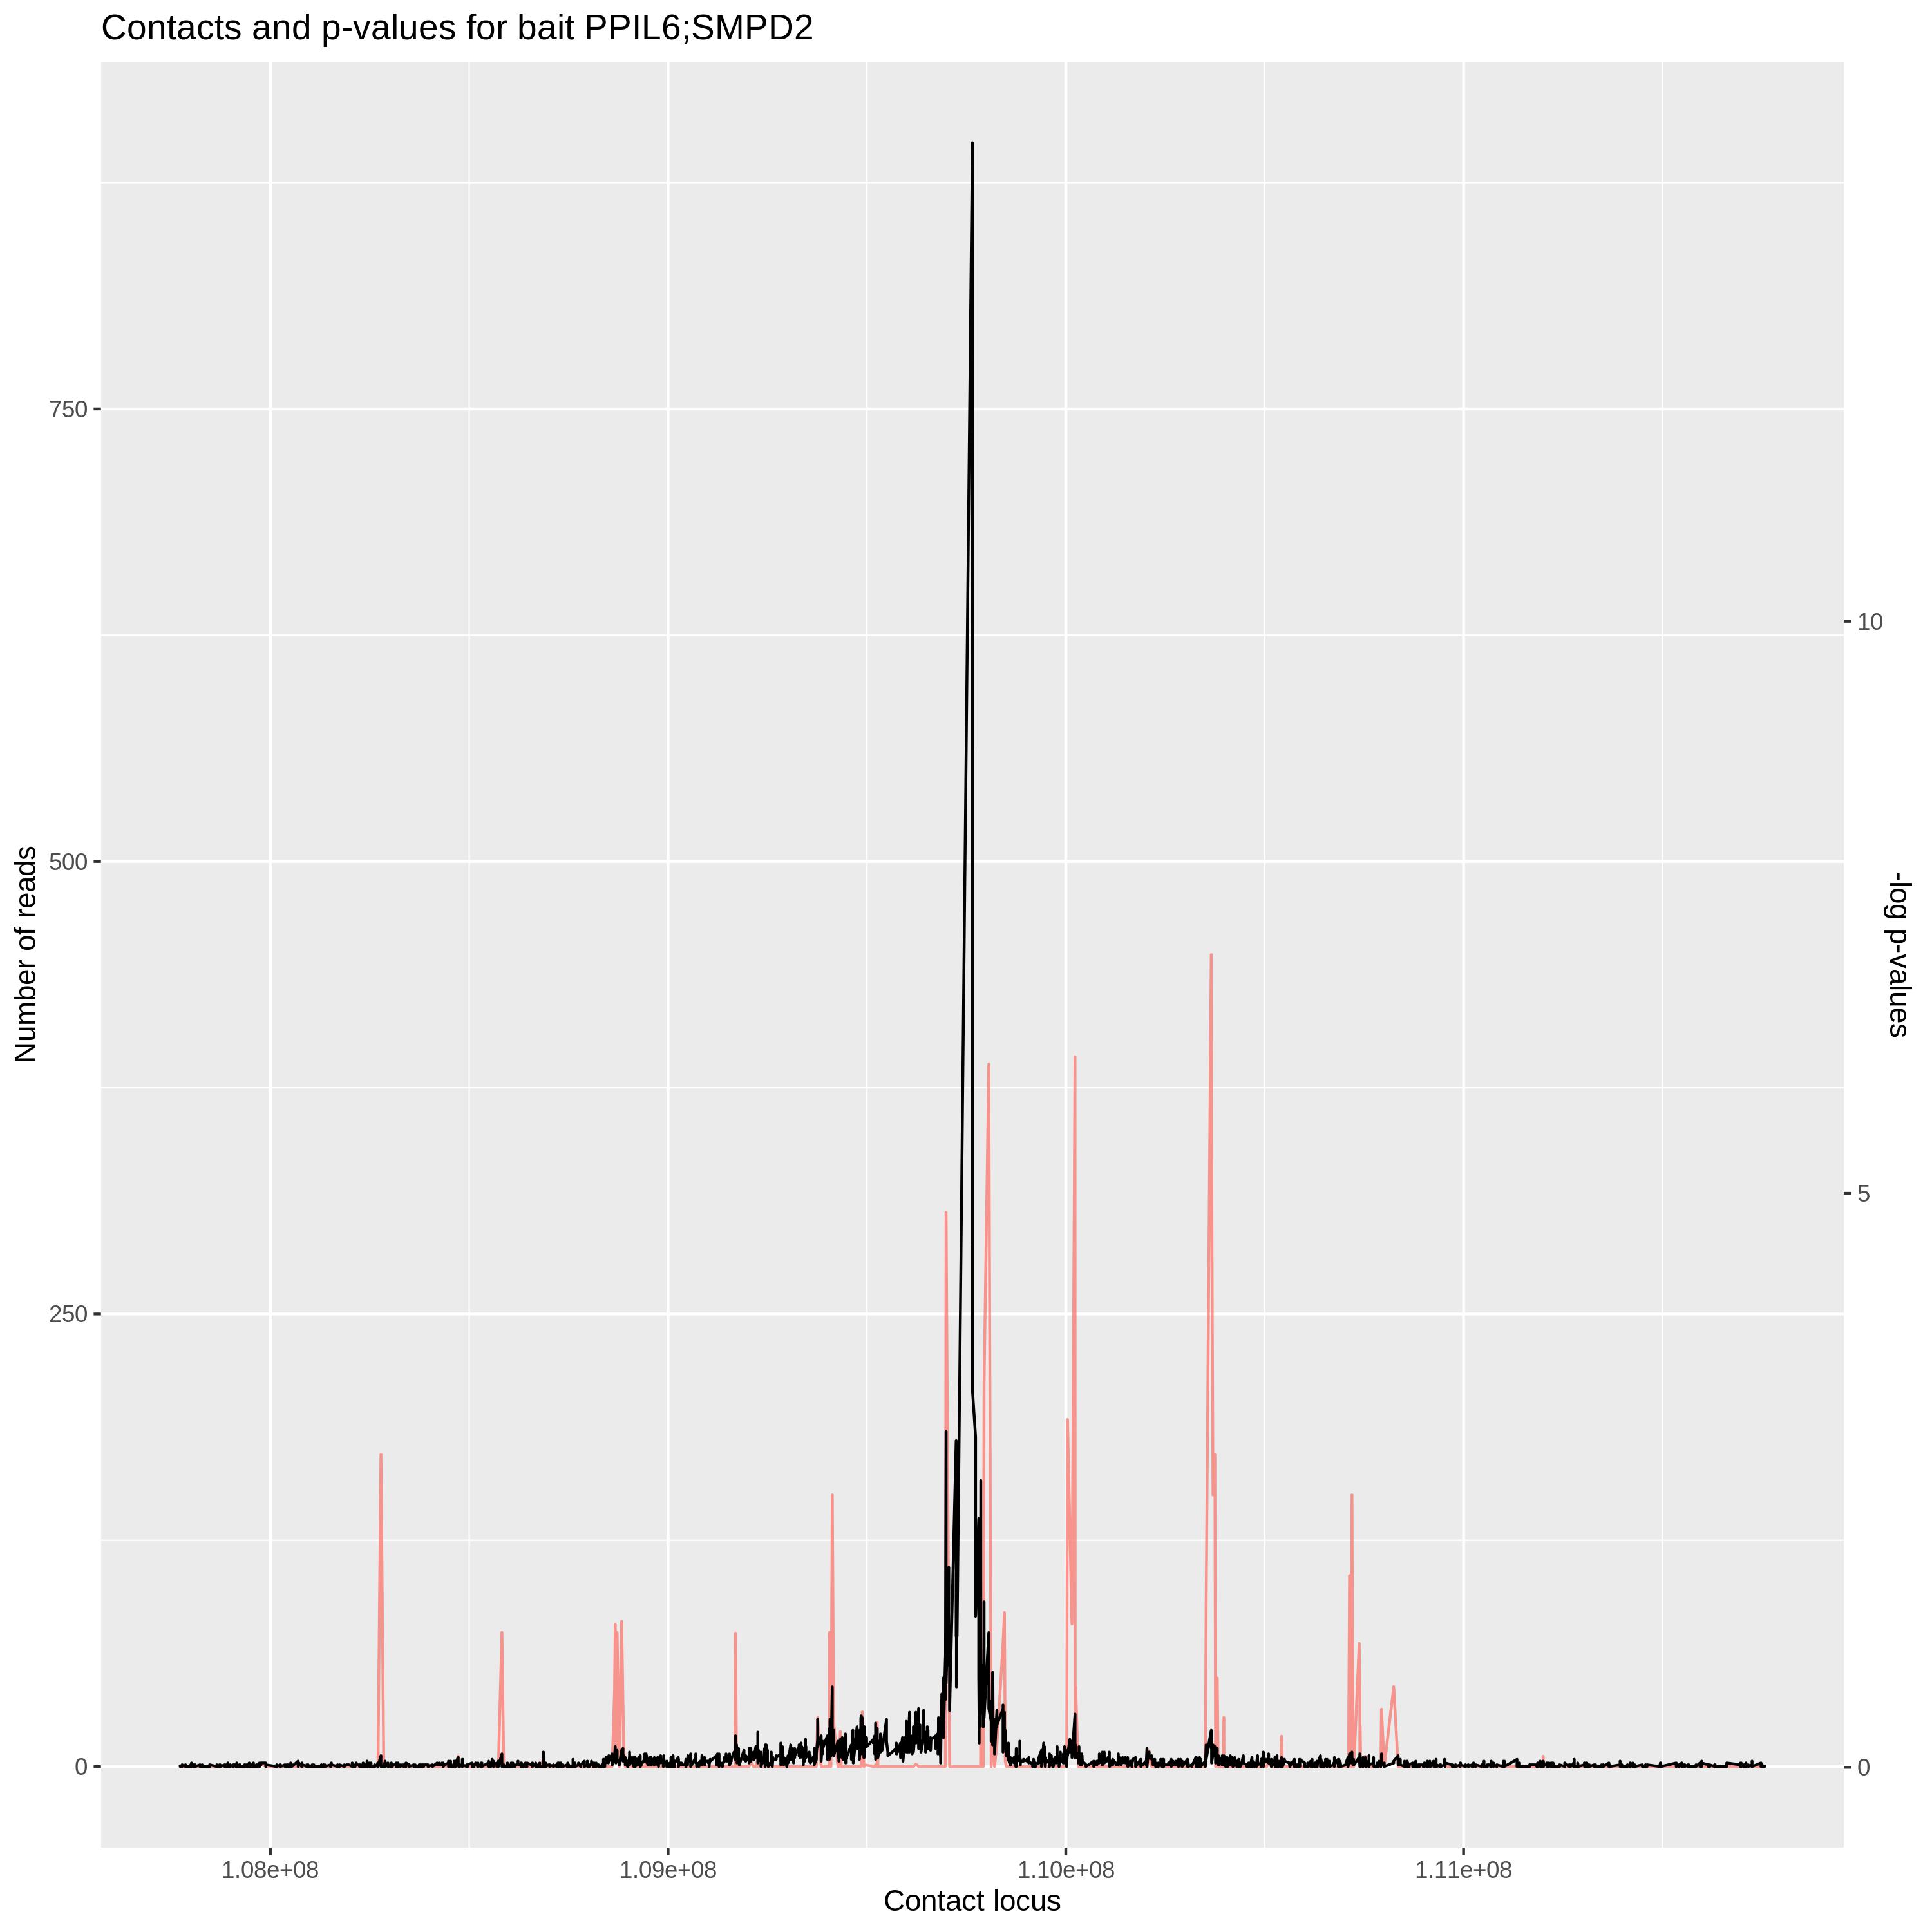 Contacts and p-values for bait PPIL6;SMPD2
Number of reads
750
500
250
0
10
5
0
-log p-values
1.08e+08
1.09e+08
1.10e+08
1.11e+08
Contact locus